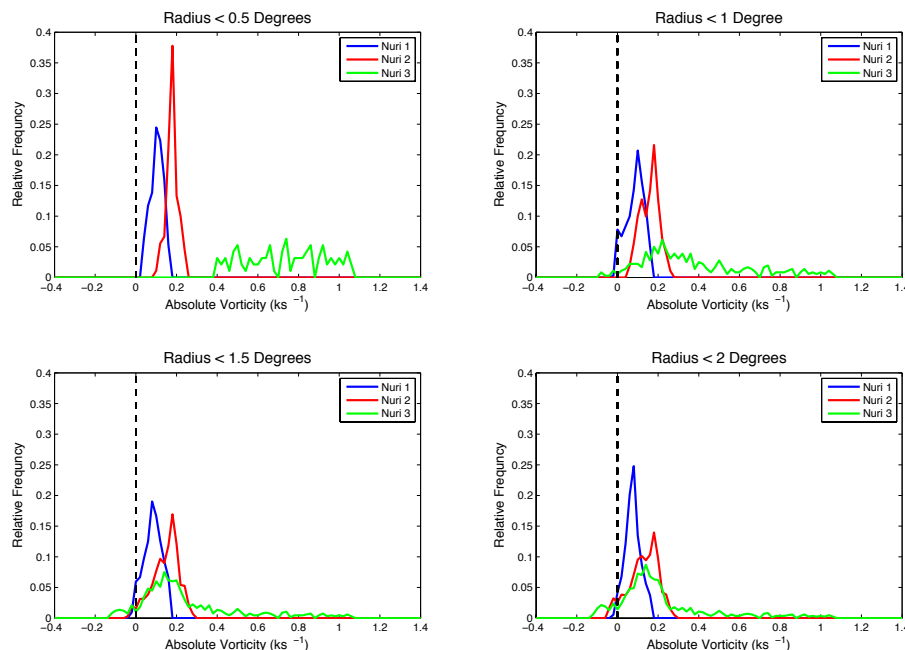 Radius < 0.5 Degrees
0.4
0.35
0.3
0.25
0.2
0.15
0.1
0.05
0
Relative Frequncy
Nuri 1
Nuri 2
Nuri 3
−0.4 −0.2 0 0.2 0.4 0.6 0.8 1 1.2 1.4
Absolute Vorticity (ks −1)
Radius < 1 Degree
0.4
0.35
0.3
0.25
0.2
0.15
0.1
0.05
0
Relative Frequncy
Nuri 1
Nuri 2
Nuri 3
−0.4 −0.2 0 0.2 0.4 0.6 0.8 1 1.2 1.4
Absolute Vorticity (ks −1)
Radius < 1.5 Degrees
0.4
0.35
0.3
0.25
0.2
0.15
0.1
0.05
0
Relative Frequncy
Nuri 1
Nuri 2
Nuri 3
−0.4 −0.2 0 0.2 0.4 0.6 0.8 1 1.2 1.4
Absolute Vorticity (ks −1)
Radius < 2 Degrees
0.4
0.35
0.3
0.25
0.2
0.15
0.1
0.05
0
Relative Frequncy
Nuri 1
Nuri 2
Nuri 3
−0.4 −0.2 0 0.2 0.4 0.6 0.8 1 1.2 1.4
Absolute Vorticity (ks −1)